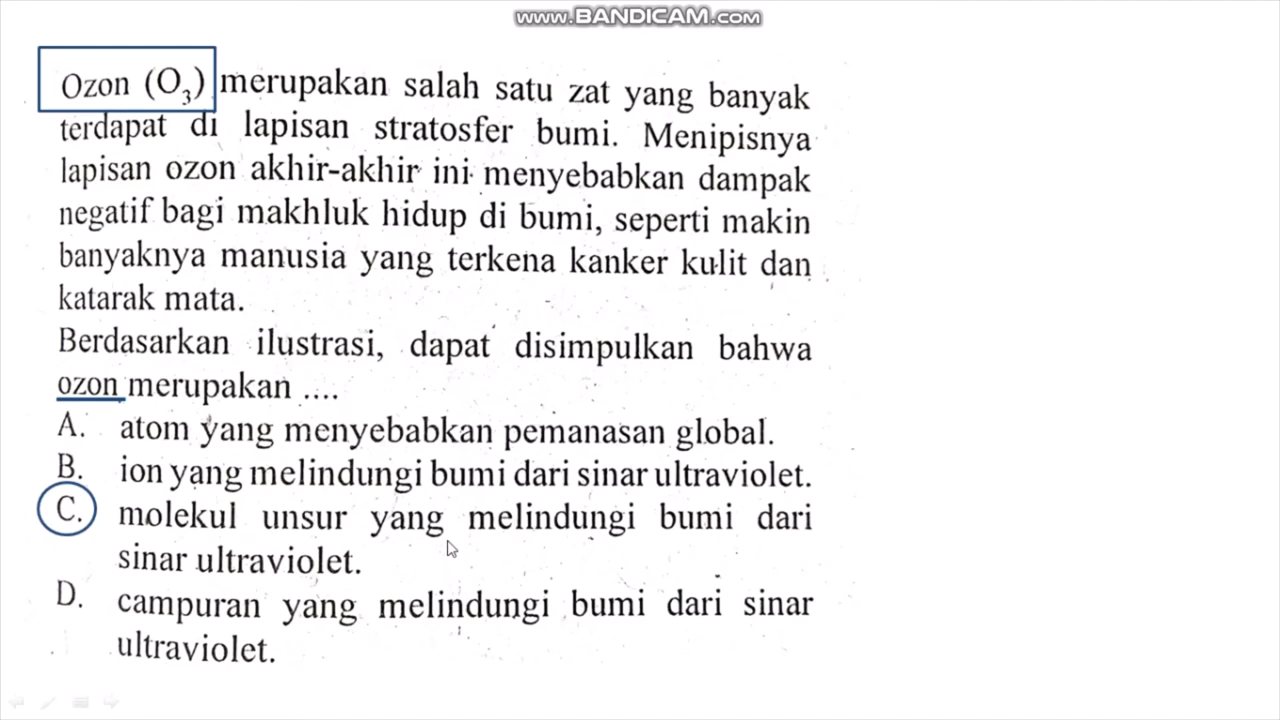 www.BANDICAM.com
Ozon (O₃) merupakan salah satu zat yang banyak
terdapat di lapisan stratosfer bumi. Menipisnya
lapisan ozon akhir-akhir ini menyebabkan dampak
negatif bagi makhluk hidup di bumi, seperti makin
banyaknya manusia yang terkena kanker kulit dan
katarak mata.
Berdasarkan ilustrasi, dapat disimpulkan bahwa
ozon merupakan ....
A. atom yang menyebabkan pemanasan global.
B. ion yang melindungi bumi dari sinar ultraviolet.
C. molekul unsur yang melindungi bumi dari
sinar ultraviolet.
D. campuran yang melindungi bumi dari sinar
ultraviolet.